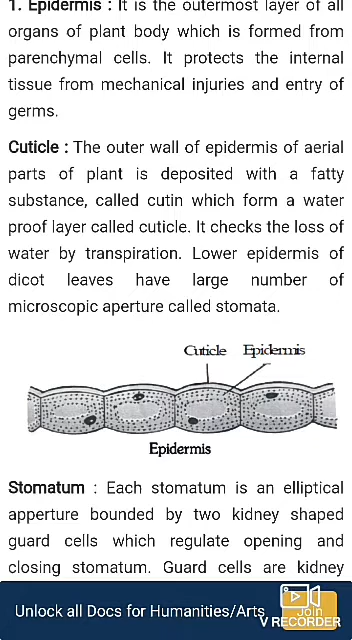 1. Epidermis : It is the outermost layer of all
organs of plant body which is formed from
parenchymal cells. It protects the internal
tissue from mechanical injuries and entry of
germs.
Cuticle : The outer wall of epidermis of aerial
parts of plant is deposited with a fatty
substance, called cutin which form a water
proof layer called cuticle. It checks the loss of
water by transpiration. Lower epidermis of
dicot leaves have large number of
microscopic aperture called stomata.
Cuticle Epidermis
Epidermis
Stomatum : Each stomatum is an elliptical
apperture bounded by two kidney shaped
guard cells which regulate opening and
closing stomatum. Guard cells are kidney
Unlock all Docs for Humanities/Arts
Join
V RECORDER